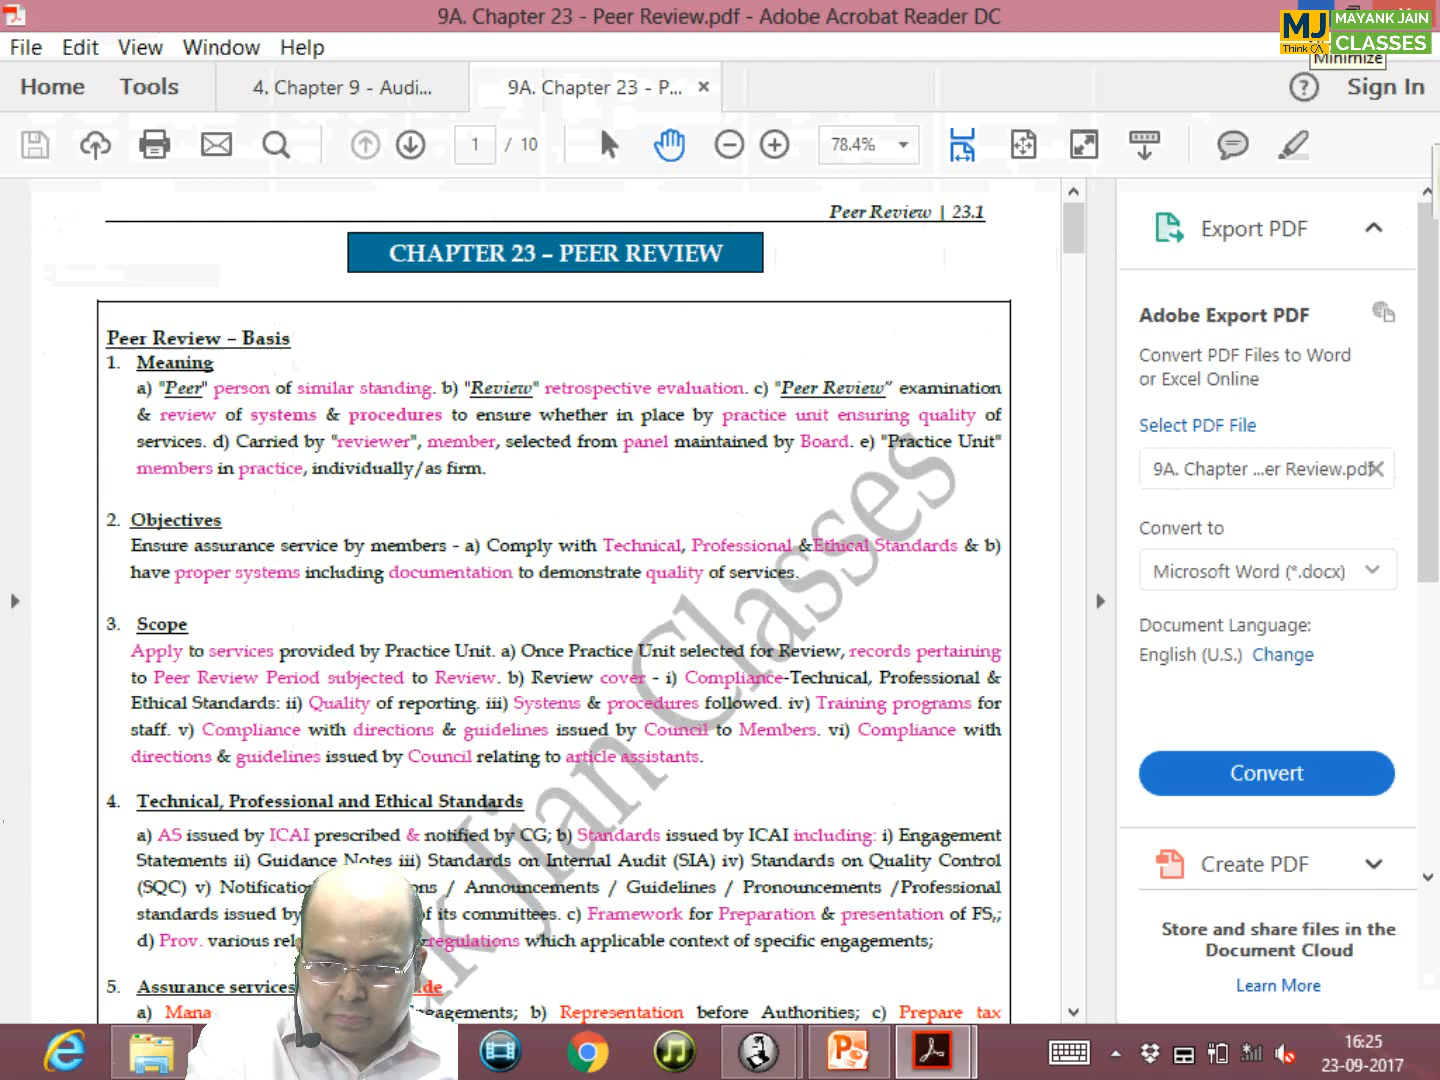 9A. Chapter 23 - Peer Review.pdf - Adobe Acrobat Reader DC
MJ
Think CA
MAYANK JAIN
CLASSES
File Edit View Window Help
Minimize
Home Tools 4. Chapter 9 - Audi... 9A. Chapter 23 - P... × ? Sign In
1 / 10 78.4%
Peer Review | 23.1
CHAPTER 23 – PEER REVIEW
Peer Review – Basis
1. Meaning
a) "Peer" person of similar standing. b) "Review" retrospective evaluation. c) "Peer Review” examination
& review of systems & procedures to ensure whether in place by practice unit ensuring quality of
services. d) Carried by "reviewer", member, selected from panel maintained by Board. e) "Practice Unit"
members in practice, individually/as firm.
2. Objectives
Ensure assurance service by members - a) Comply with Technical, Professional &Ethical Standards & b)
have proper systems including documentation to demonstrate quality of services.
3. Scope
Apply to services provided by Practice Unit. a) Once Practice Unit selected for Review, records pertaining
to Peer Review Period subjected to Review. b) Review cover - i) Compliance-Technical, Professional &
Ethical Standards: ii) Quality of reporting. iii) Systems & procedures followed. iv) Training programs for
staff. v) Compliance with directions & guidelines issued by Council to Members. vi) Compliance with
directions & guidelines issued by Council relating to article assistants.
4. Technical, Professional and Ethical Standards
a) AS issued by ICAI prescribed & notified by CG; b) Standards issued by ICAI including: i) Engagement
Statements ii) Guidance Notes iii) Standards on Internal Audit (SIA) iv) Standards on Quality Control
(SQC) v) / Announcements / Guidelines / Pronouncements /Professional
standards issued by of its committees. c) Framework for Preparation & presentation of FS,;
d) Prov. various &regulations which applicable context of specific engagements;
5. Assurance services
a) b) Representation before Authorities; c) Prepare tax
k Jian Classes
Export PDF
Adobe Export PDF
Convert PDF Files to Word
or Excel Online
Select PDF File
9A. Chapter ...er Review.pdf
Convert to
Microsoft Word (*.docx)
Document Language:
English (U.S.) Change
Convert
Create PDF
Store and share files in the
Document Cloud
Learn More
16:25
23-09-2017